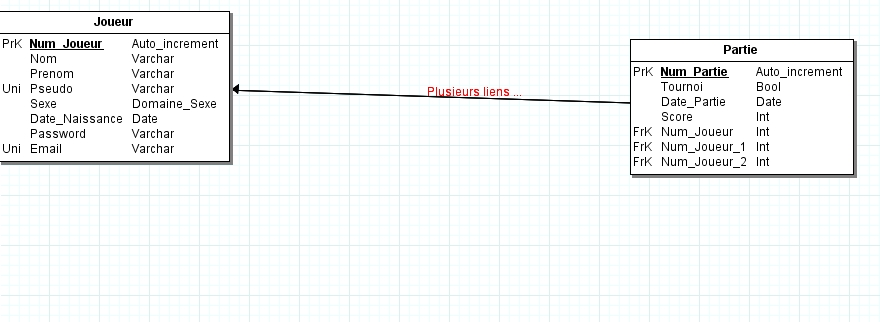 Joueur
PrK Num_Joueur Auto_increment
Nom Varchar
Prenom Varchar
Uni Pseudo Varchar
Sexe Domaine_Sexe
Date_Naissance Date
Password Varchar
Uni Email Varchar
Plusieurs liens ...
Partie
PrK Num_Partie Auto_increment
Tournoi Bool
Date_Partie Date
Score Int
FrK Num_Joueur Int
FrK Num_Joueur_1 Int
FrK Num_Joueur_2 Int